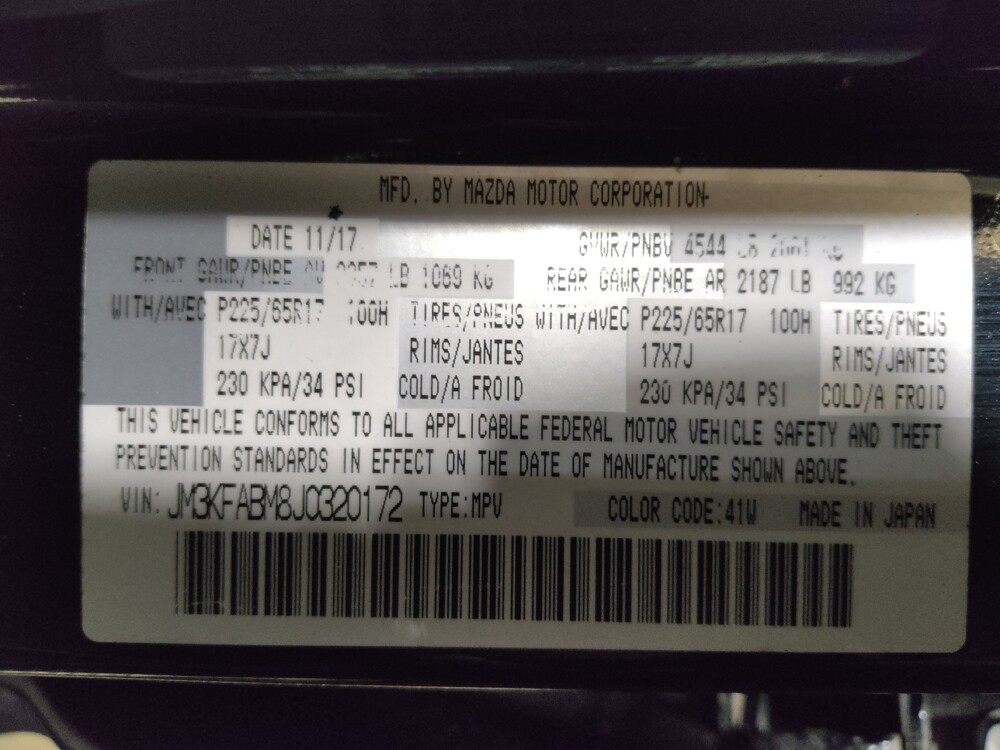 MFD. BY MAZDA MOTOR CORPORATION
DATE 11/17 GVWR/PNBV 4544 LB 2061 KG
FRONT GAWR/PNBE AV 2357 LB 1069 KG REAR GAWR/PNBE AR 2187 LB 992 KG
WITH/AVEC P225/65R17 100H TIRES/PNEUS WITH/AVEC P225/65R17 100H TIRES/PNEUS
17X7J RIMS/JANTES 17X7J RIMS/JANTES
230 KPA/34 PSI COLD/A FROID 230 KPA/34 PSI COLD/A FROID
THIS VEHICLE CONFORMS TO ALL APPLICABLE FEDERAL MOTOR VEHICLE SAFETY AND THEFT
PREVENTION STANDARDS IN EFFECT ON THE DATE OF MANUFACTURE SHOWN ABOVE.
VIN: JM3KFABM8J0320172 TYPE:MPV COLOR CODE:41W MADE IN JAPAN